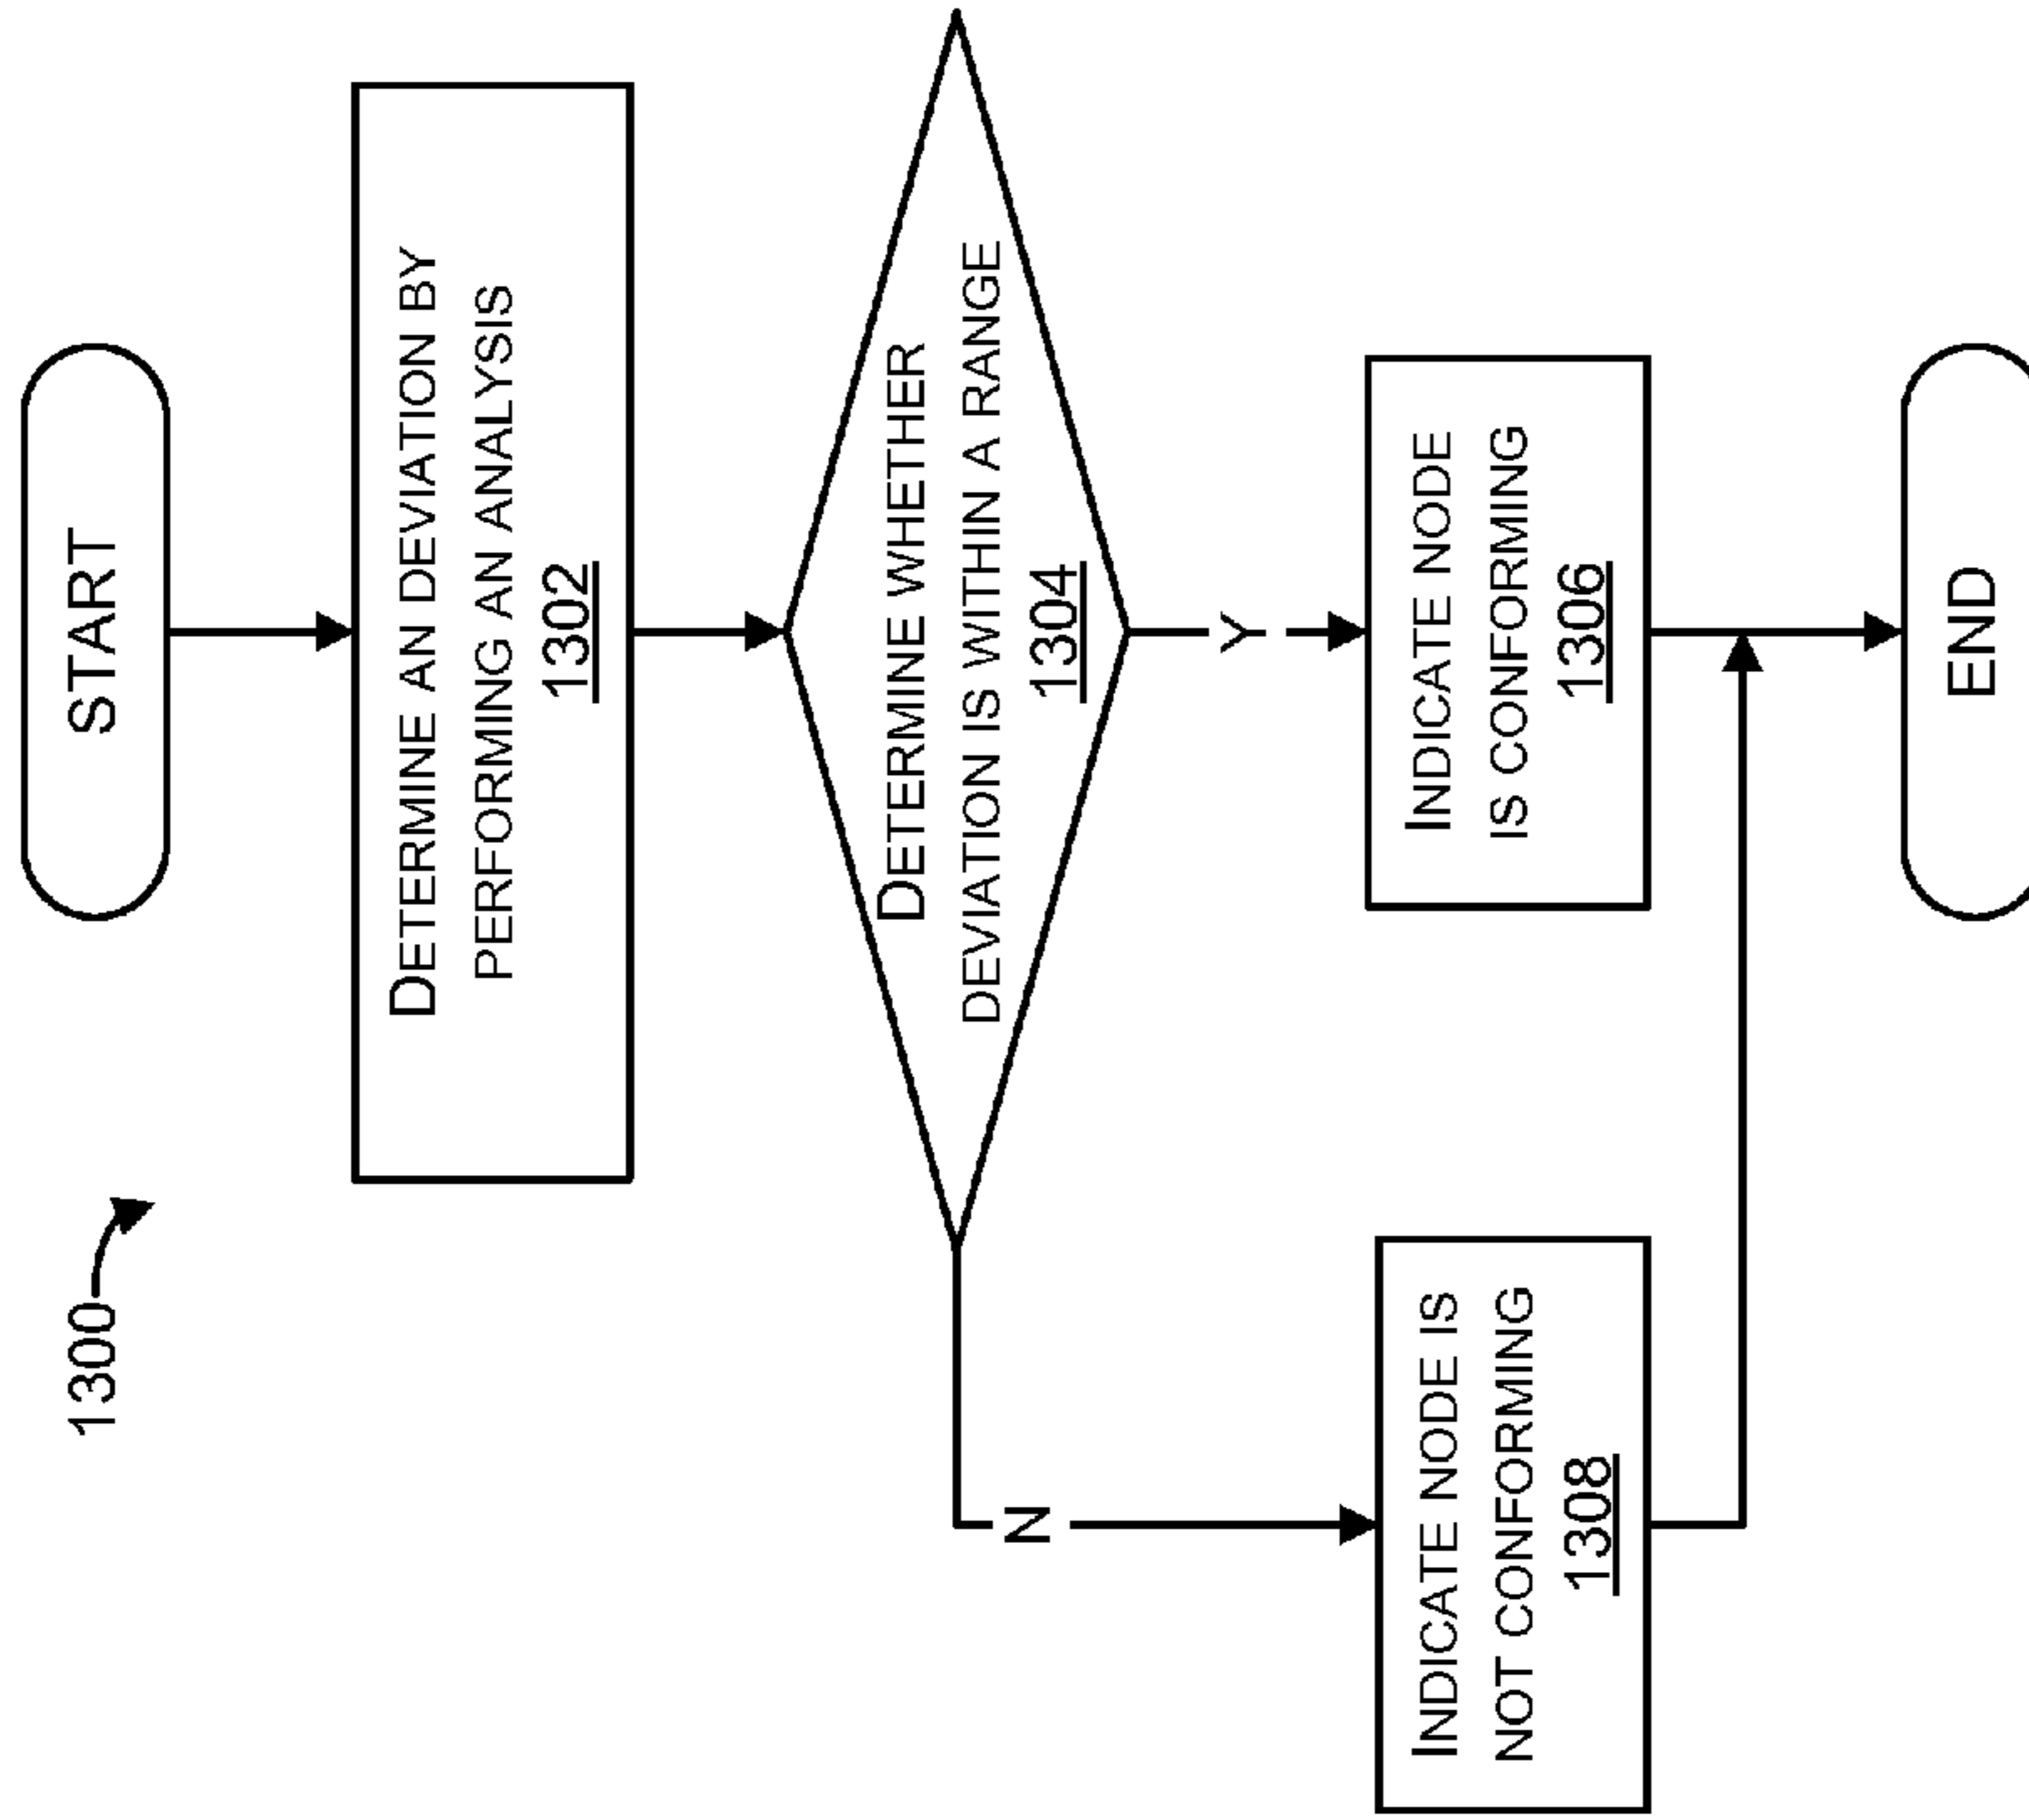 1300
START
DETERMINE AN DEVIATION BY
PERFORMING AN ANALYSIS
1302
DETERMINE WHETHER
DEVIATION IS WITHIN A RANGE
1304
N
Y
INDICATE NODE IS
NOT CONFORMING
1308
INDICATE NODE
IS CONFORMING
1306
END